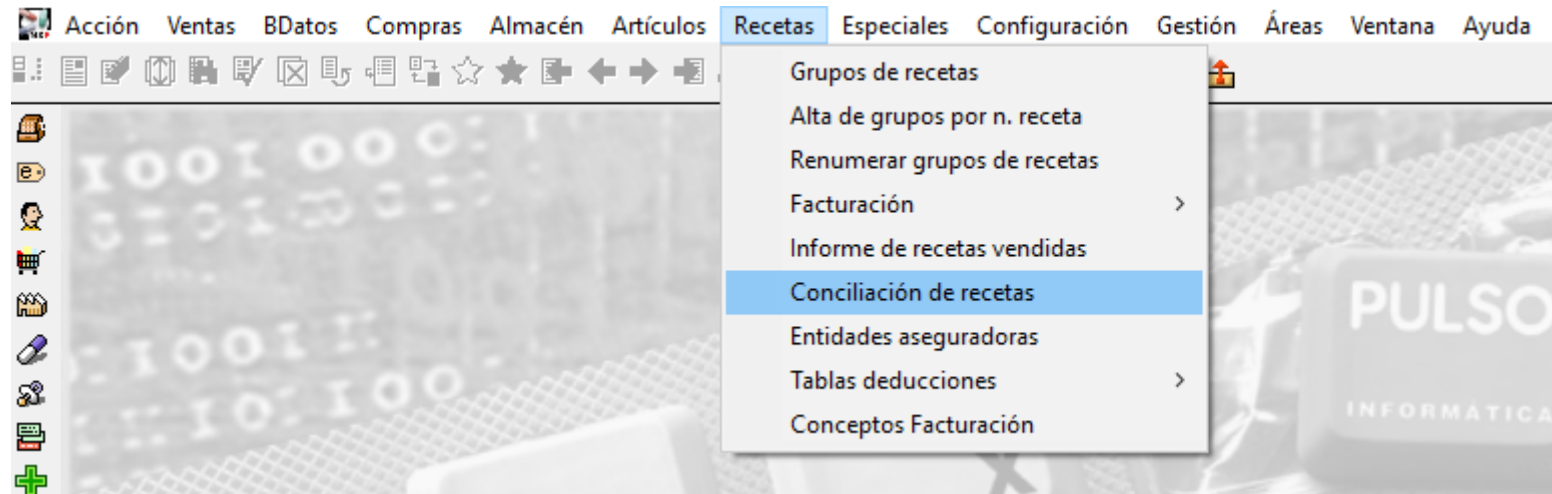 Acción Ventas BDatos Compras Almacén Artículos Recetas Especiales Configuración Gestión Áreas Ventana Ayuda
Grupos de recetas
Alta de grupos por n. receta
Renumerar grupos de recetas
Facturación
Informe de recetas vendidas
Conciliación de recetas
Entidades aseguradoras
Tablas deducciones
Conceptos Facturación
PULSO
INFORMÁTICA